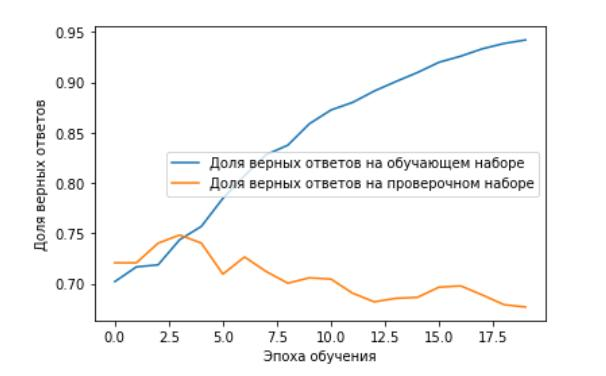 0.95
0.90
0.85
0.80
0.75
0.70
Доля верных ответов
Доля верных ответов на обучающем наборе
Доля верных ответов на проверочном наборе
0.0 2.5 5.0 7.5 10.0 12.5 15.0 17.5
Эпоха обучения